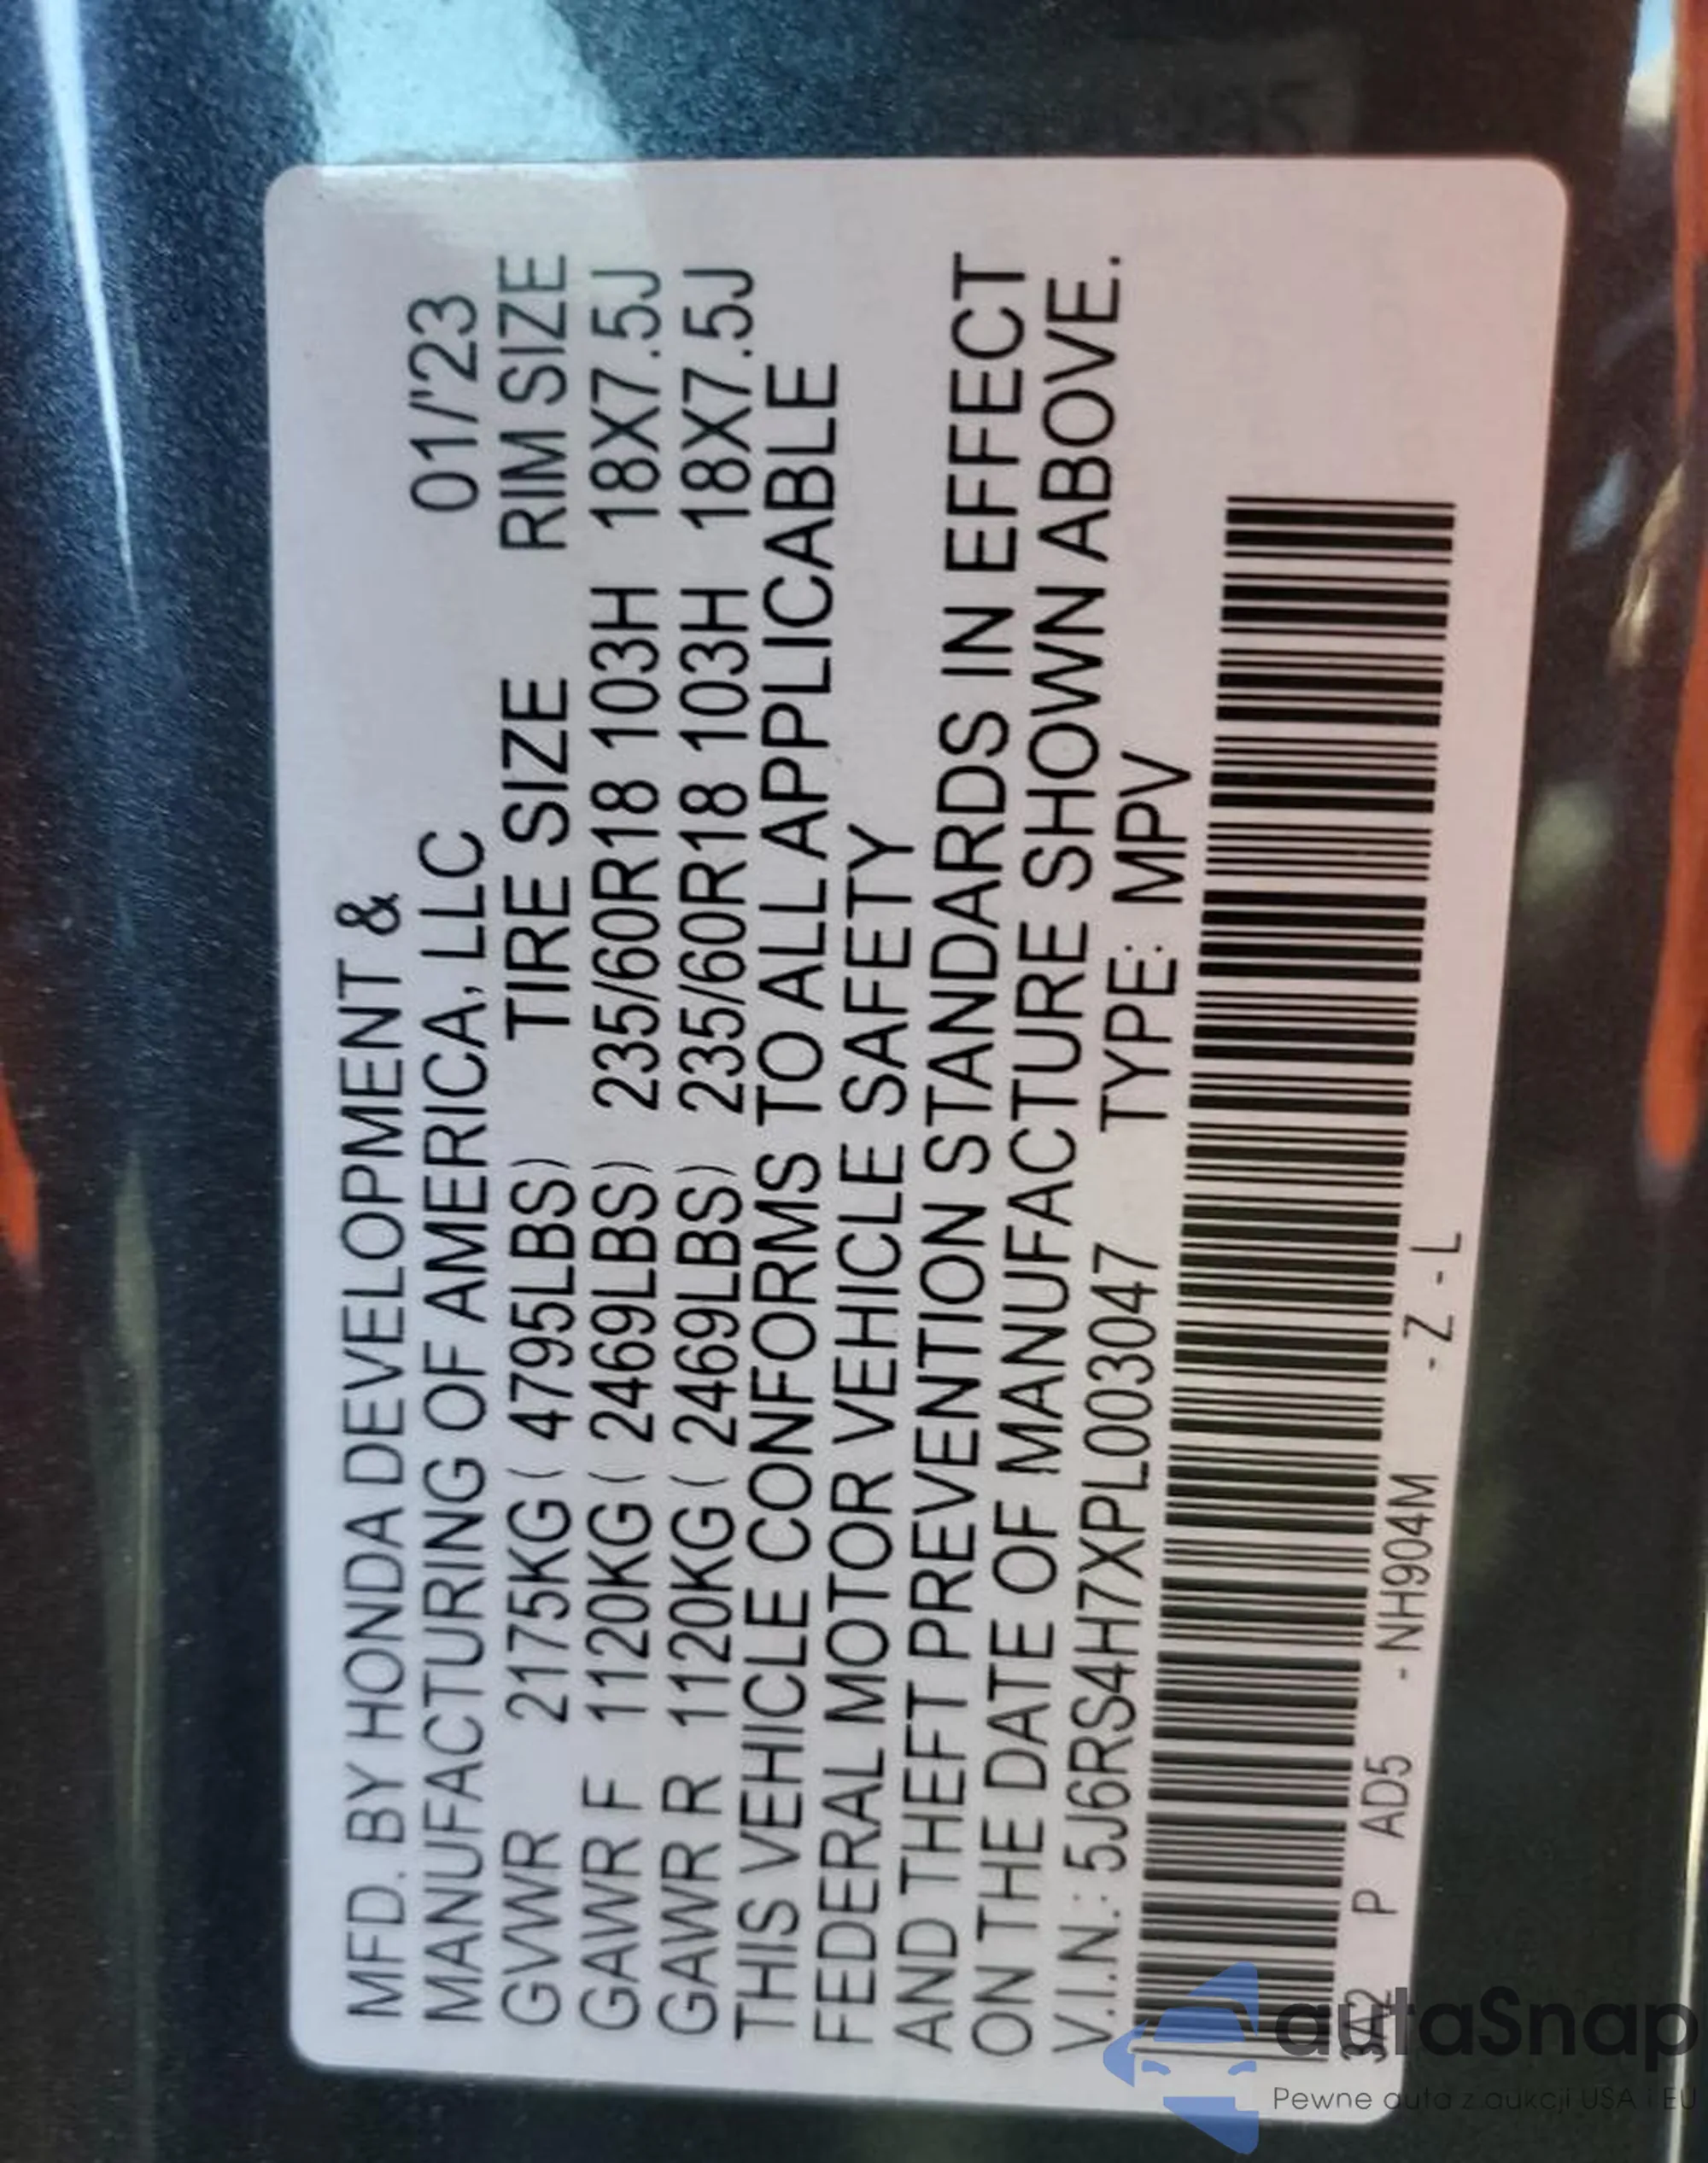 MFD. BY HONDA DEVELOPMENT &
MANUFACTURING OF AMERICA, LLC 01/'23
GVWR 2175KG ( 4795LBS) TIRE SIZE RIM SIZE
GAWR F 1120KG ( 2469LBS) 235/60R18 103H 18X7.5J
GAWR R 1120KG ( 2469LBS) 235/60R18 103H 18X7.5J
THIS VEHICLE CONFORMS TO ALL APPLICABLE
FEDERAL MOTOR VEHICLE SAFETY
AND THEFT PREVENTION STANDARDS IN EFFECT
ON THE DATE OF MANUFACTURE SHOWN ABOVE.
V.I.N.: 5J6RS4H7XPL003047 TYPE: MPV
3A2 P AD5 - NH904M - Z - L
autaSnap
Pewne auta z aukcji USA i EU